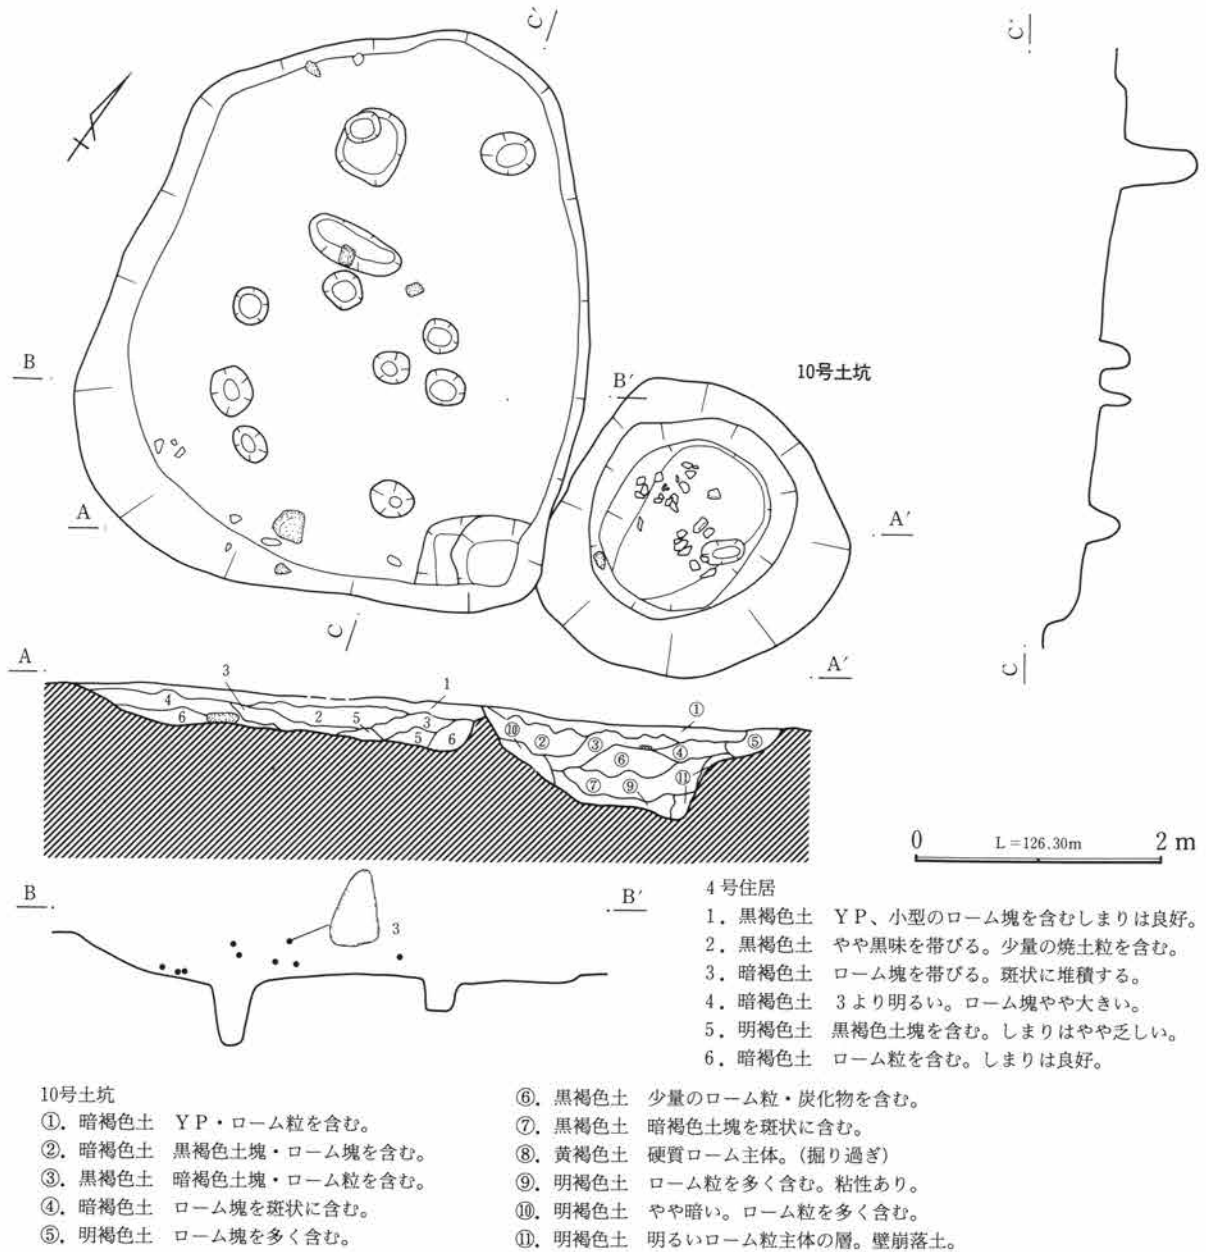 C′
C′
B
B′
10号土坑
A
A′
C
C
A
A′
3
1
4
6
2
5
3
5
6
①
⑩
②
③
④
⑤
⑥
⑪
⑦
⑨
0 L＝126.30m 2 m
B
B′
3
4号住居
1．黒褐色土 ＹＰ、小型のローム塊を含むしまりは良好。
2．黒褐色土 やや黒味を帯びる。少量の焼土粒を含む。
3．暗褐色土 ローム塊を帯びる。斑状に堆積する。
4．暗褐色土 3より明るい。ローム塊やや大きい。
5．明褐色土 黒褐色土塊を含む。しまりはやや乏しい。
6．暗褐色土 ローム粒を含む。しまりは良好。
10号土坑
①．暗褐色土 ＹＰ・ローム粒を含む。
②．暗褐色土 黒褐色土塊・ローム塊を含む。
③．黒褐色土 暗褐色土塊・ローム粒を含む。
④．暗褐色土 ローム塊を斑状に含む。
⑤．明褐色土 ローム塊を多く含む。
⑥．黒褐色土 少量のローム粒・炭化物を含む。
⑦．黒褐色土 暗褐色土塊を斑状に含む。
⑧．黄褐色土 硬質ローム主体。（掘り過ぎ）
⑨．明褐色土 ローム粒を多く含む。粘性あり。
⑩．明褐色土 やや暗い。ローム粒を多く含む。
⑪．明褐色土 明るいローム粒主体の層。壁崩落土。